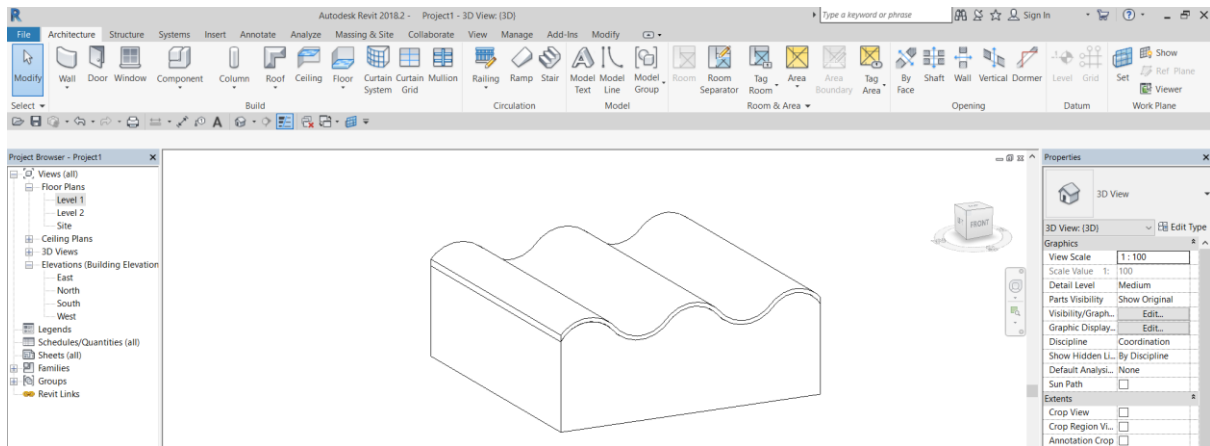 Autodesk Revit 2018.2 - Project1 - 3D View: {3D}
Type a keyword or phrase
Sign In
File Architecture Structure Systems Insert Annotate Analyze Massing & Site Collaborate View Manage Add-Ins Modify
Modify Wall Door Window Component Column Roof Ceiling Floor Curtain System Curtain Grid Mullion Railing Ramp Stair Model Text Model Line Model Group Room Room Separator Tag Room Area Area Boundary Tag Area By Face Shaft Wall Vertical Dormer Level Grid Set Show
Ref Plane
Viewer
Select Build Circulation Model Room & Area Opening Datum Work Plane
Project Browser - Project1
Views (all)
Floor Plans
Level 1
Level 2
Site
Ceiling Plans
3D Views
Elevations (Building Elevation
East
North
South
West
Legends
Schedules/Quantities (all)
Sheets (all)
Families
Groups
Revit Links
FRONT
Properties
3D View
3D View: {3D} Edit Type
Graphics
View Scale 1 : 100
Scale Value 1: 100
Detail Level Medium
Parts Visibility Show Original
Visibility/Graph... Edit...
Graphic Display... Edit...
Discipline Coordination
Show Hidden Li... By Discipline
Default Analysi... None
Sun Path
Extents
Crop View
Crop Region Vi...
Annotation Crop